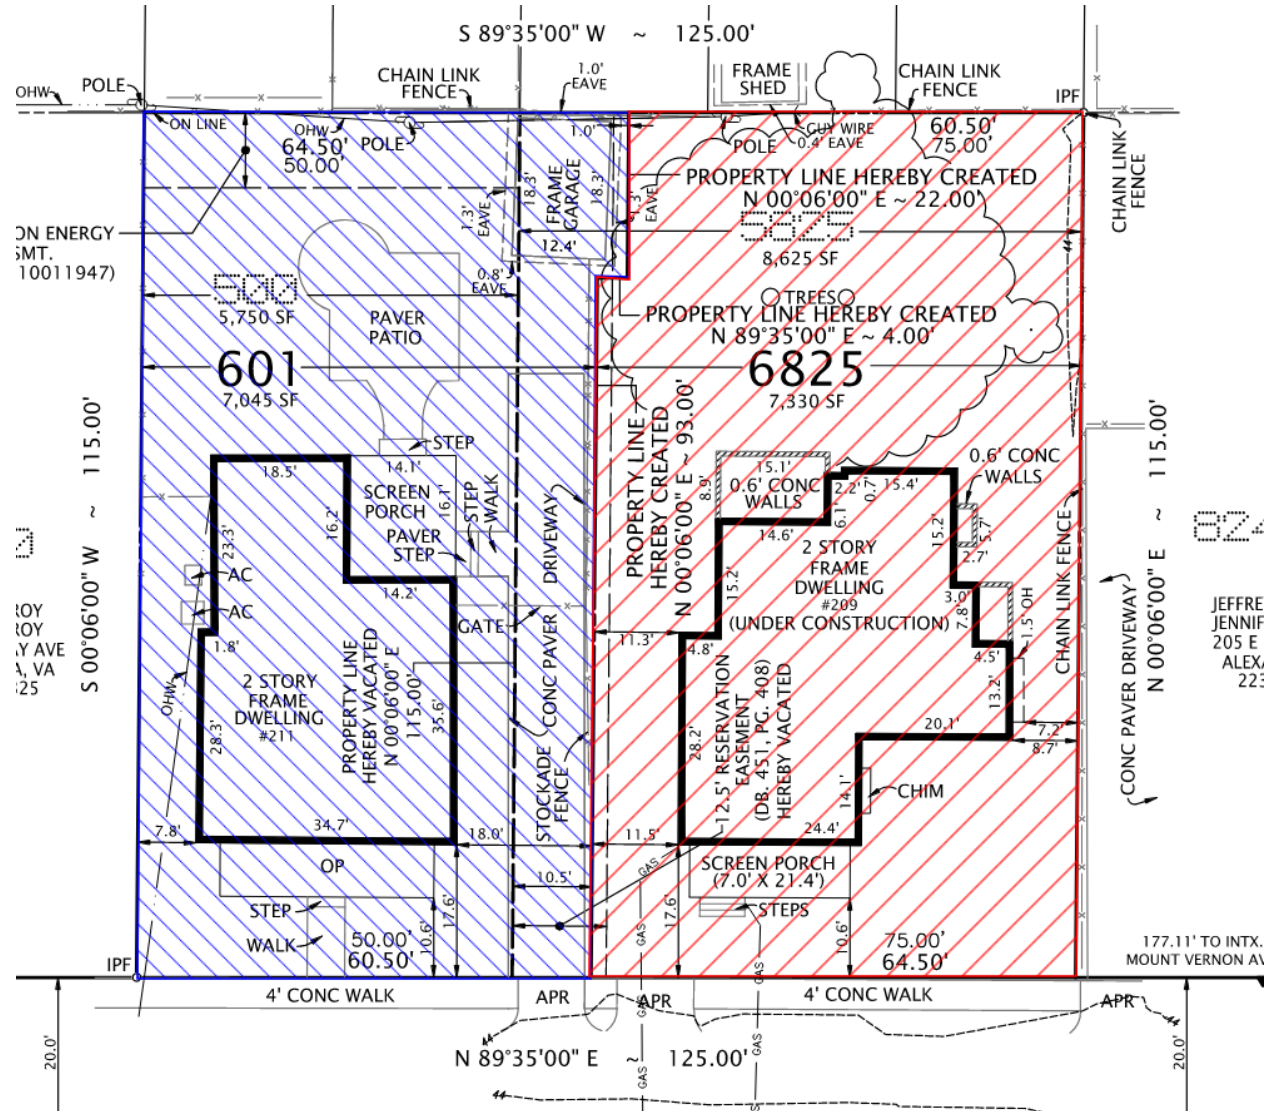 S 89°35'00" W ~ 125.00'
OHW
POLE
CHAIN LINK
FENCE
1.0'
EAVE
FRAME
SHED
CHAIN LINK
FENCE
IPF
ON LINE
OHW
64.50'
50.00'
POLE
1.0'
POLE
GUY WIRE
0.4' EAVE
60.50'
75.00'
CHAIN LINK
FENCE
PROPERTY LINE HEREBY CREATED
N 00°06'00" E ~ 22.00'
18.3'
FRAME
GARAGE
18.3'
1.3'
EAVE
1.3'
EAVE
12.4'
5825
8,625 SF
ON ENERGY
SMT.
10011947)
0.8'
EAVE
500
5,750 SF
PAVER
PATIO
TREES
PROPERTY LINE HEREBY CREATED
N 89°35'00" E ~ 4.00'
601
7,045 SF
6825
7,330 SF
S 00°06'00" W ~ 115.00'
PROPERTY LINE
HEREBY CREATED
N 00°06'00" E ~ 93.00'
N 00°06'00" E ~ 115.00'
STEP
18.5'
14.1'
SCREEN
PORCH
16.1'
16.2'
STEP
WALK
PAVER
STEP
23.3'
AC
AC
14.2'
GATE
CONC PAVER DRIVEWAY
1.8'
OHW
2 STORY
FRAME
DWELLING
#211
28.3'
PROPERTY LINE
HEREBY VACATED
N 00°06'00" E
115.00'
35.6'
STOCKADE
FENCE
34.7'
7.8'
18.0'
10.5'
OP
STEP
WALK
10.6'
17.6'
50.00'
60.50'
IPF
15.1'
8.9'
0.6' CONC
WALLS
2.2'
0.7'
15.4'
6.1'
14.6'
0.6' CONC
WALLS
15.2'
5.7'
2.7'
2 STORY
FRAME
DWELLING
#209
(UNDER CONSTRUCTION)
15.2'
3.0'
7.8'
1.5' OH
CHAIN LINK FENCE
11.3'
4.8'
4.5'
13.2'
12.5' RESERVATION
EASEMENT
(DB. 451, PG. 408)
HEREBY VACATED
28.2'
20.1'
7.2'
8.7'
14.1'
CHIM
24.4'
11.5'
GAS
SCREEN PORCH
(7.0' X 21.4')
STEPS
17.6'
10.6'
GAS
GAS
75.00'
64.50'
CONC PAVER DRIVEWAY
824
JEFFRE
JENNIF
205 E
ALEXA
223
ROY
ROY
Y AVE
A, VA
25
177.11' TO INTX.
MOUNT VERNON AV
4' CONC WALK
APR
APR
4' CONC WALK
APR
GAS
GAS
GAS
N 89°35'00" E ~ 125.00'
20.0'
20.0'
44
44
44
44